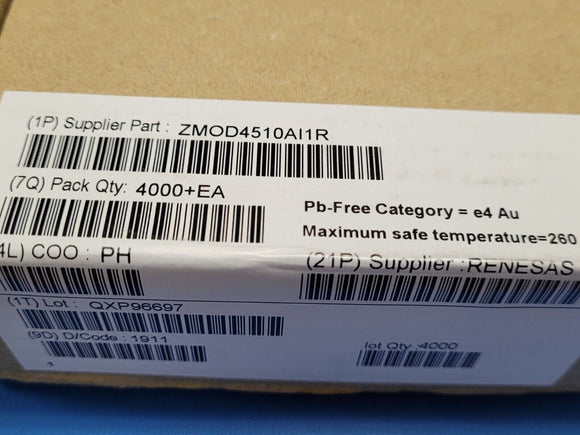 (1P) Supplier Part : ZMOD4510AI1R
(7Q) Pack Qty: 4000+EA
Pb-Free Category = e4 Au
Maximum safe temperature=260
4L) COO : PH
(21P) Supplier :RENESAS
(1T) Lot : QXP96697
(9D) D/Code : 1911
lot Qty :4000